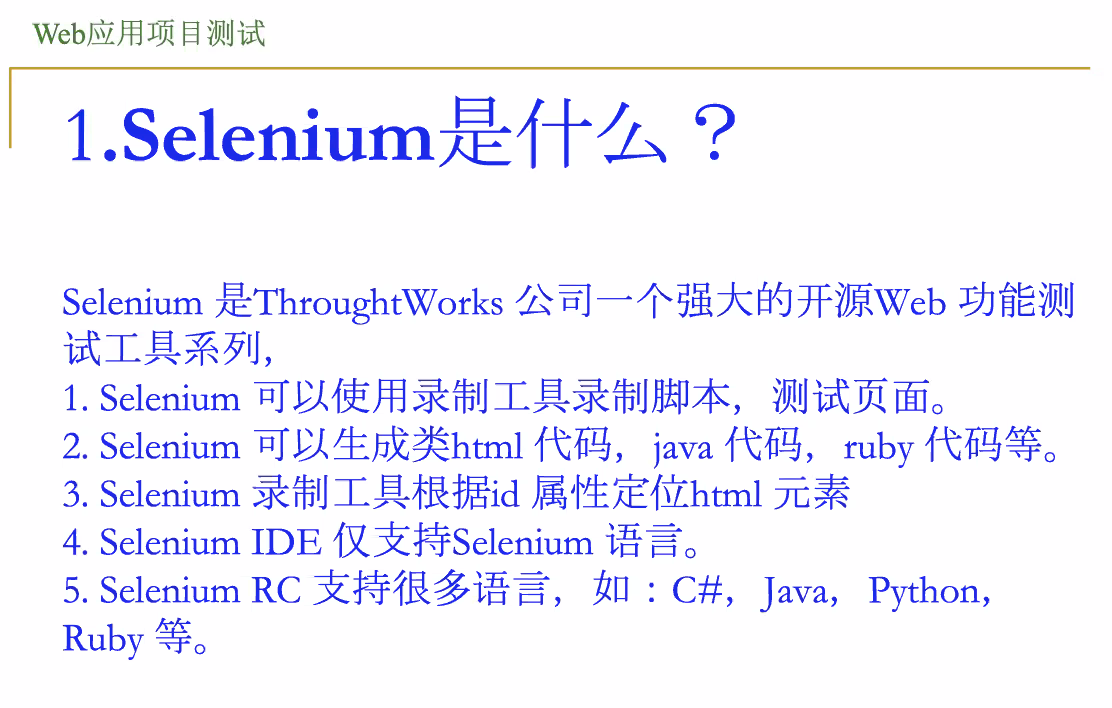 Web应用项目测试
1.Selenium是什么？
Selenium 是ThroughtWorks 公司一个强大的开源Web 功能测
试工具系列，
1. Selenium 可以使用录制工具录制脚本，测试页面。
2. Selenium 可以生成类html 代码，java 代码，ruby 代码等。
3. Selenium 录制工具根据id 属性定位html 元素
4. Selenium IDE 仅支持Selenium 语言。
5. Selenium RC 支持很多语言，如：C#，Java，Python，
Ruby 等。